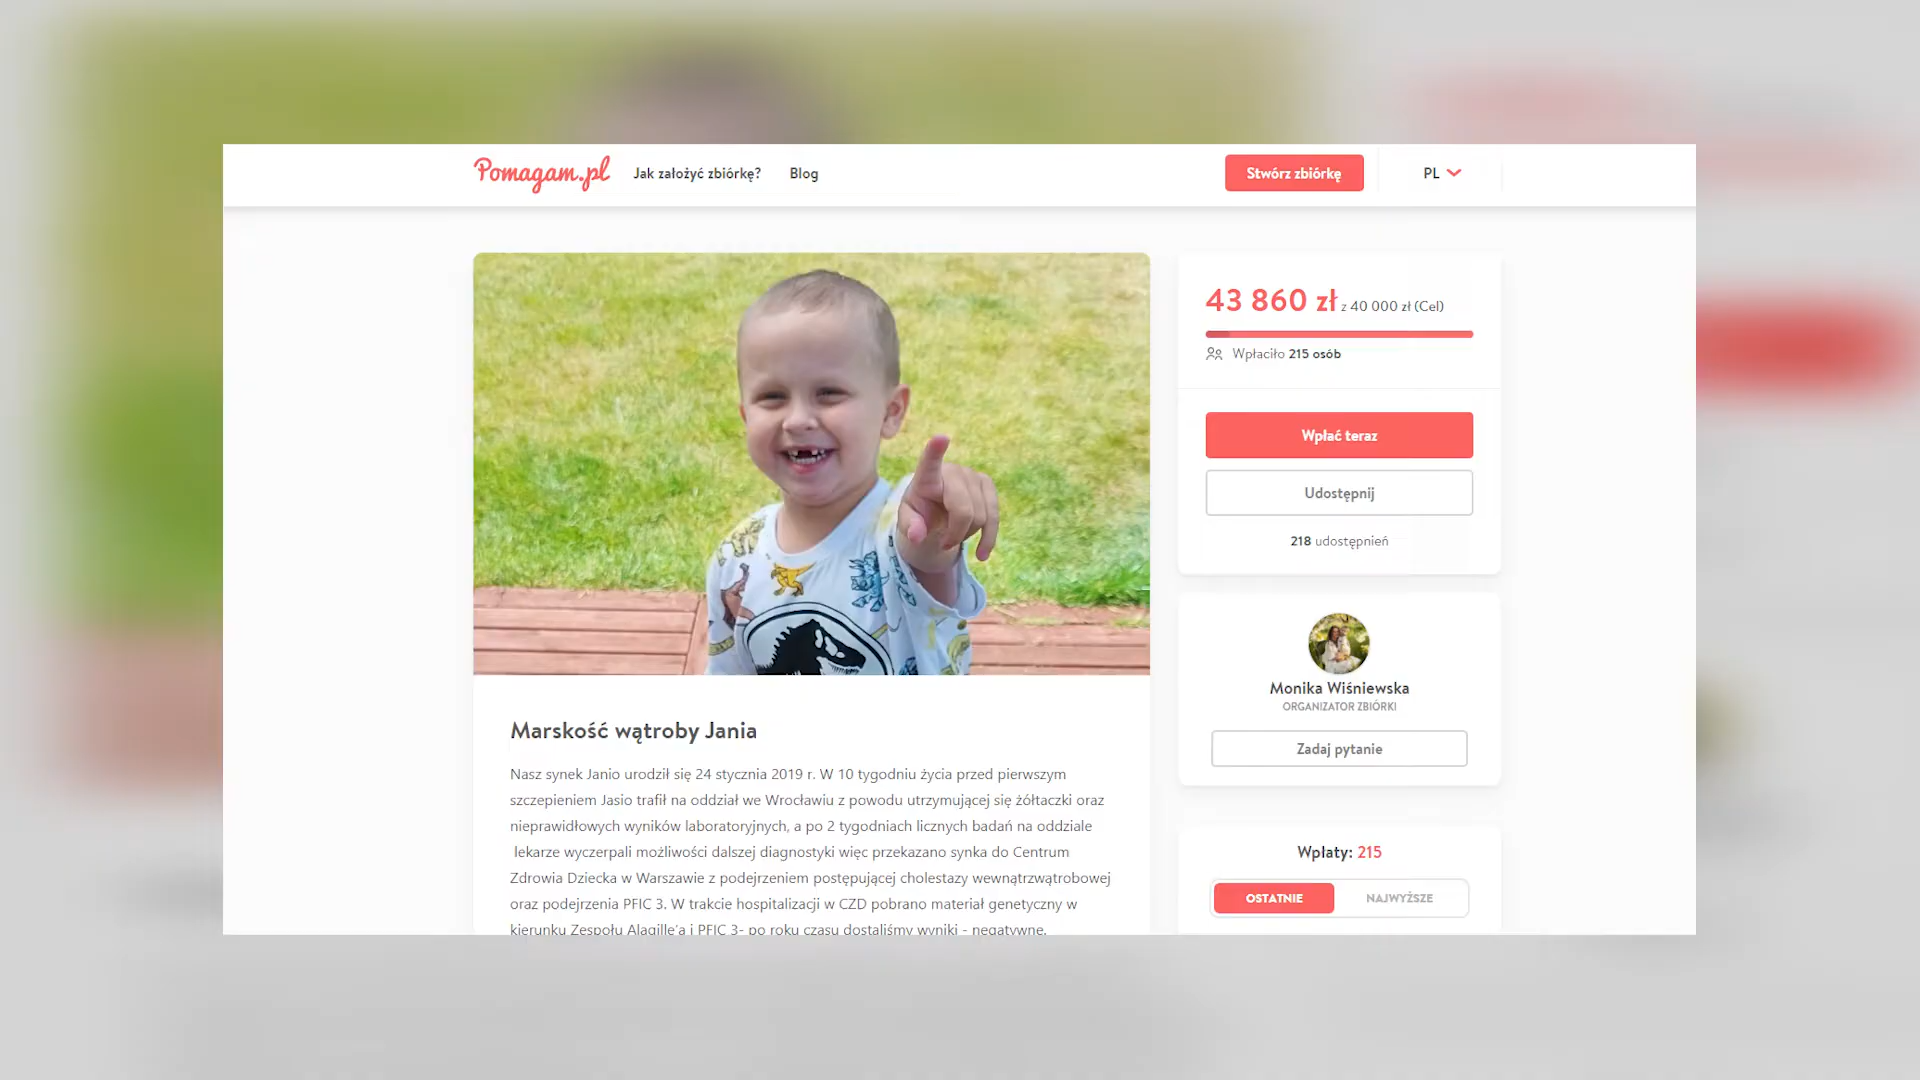 Pomagam.pl
Jak założyć zbiórkę?
Blog
Stwórz zbiórkę
PL
43 860 zł z 40 000 zł (Cel)
Wpłaciło 215 osób
Wpłać teraz
Udostępnij
218 udostępnień
Monika Wiśniewska
ORGANIZATOR ZBIÓRKI
Zadaj pytanie
Wpłaty: 215
OSTATNIE
NAJWYŻSZE
Marskość wątroby Jania
Nasz synek Janio urodził się 24 stycznia 2019 r. W 10 tygodniu życia przed pierwszym
szczepieniem Jasio trafił na oddział we Wrocławiu z powodu utrzymującej się żółtaczki oraz
nieprawidłowych wyników laboratoryjnych, a po 2 tygodniach licznych badań na oddziale
lekarze wyczerpali możliwości dalszej diagnostyki więc przekazano synka do Centrum
Zdrowia Dziecka w Warszawie z podejrzeniem postępującej cholestazy wewnątrzwątrobowej
oraz podejrzenia PFIC 3. W trakcie hospitalizacji w CZD pobrano materiał genetyczny w
kierunku Zespołu Alagille'a i PFIC 3- po roku czasu dostaliśmy wyniki - negatywne.